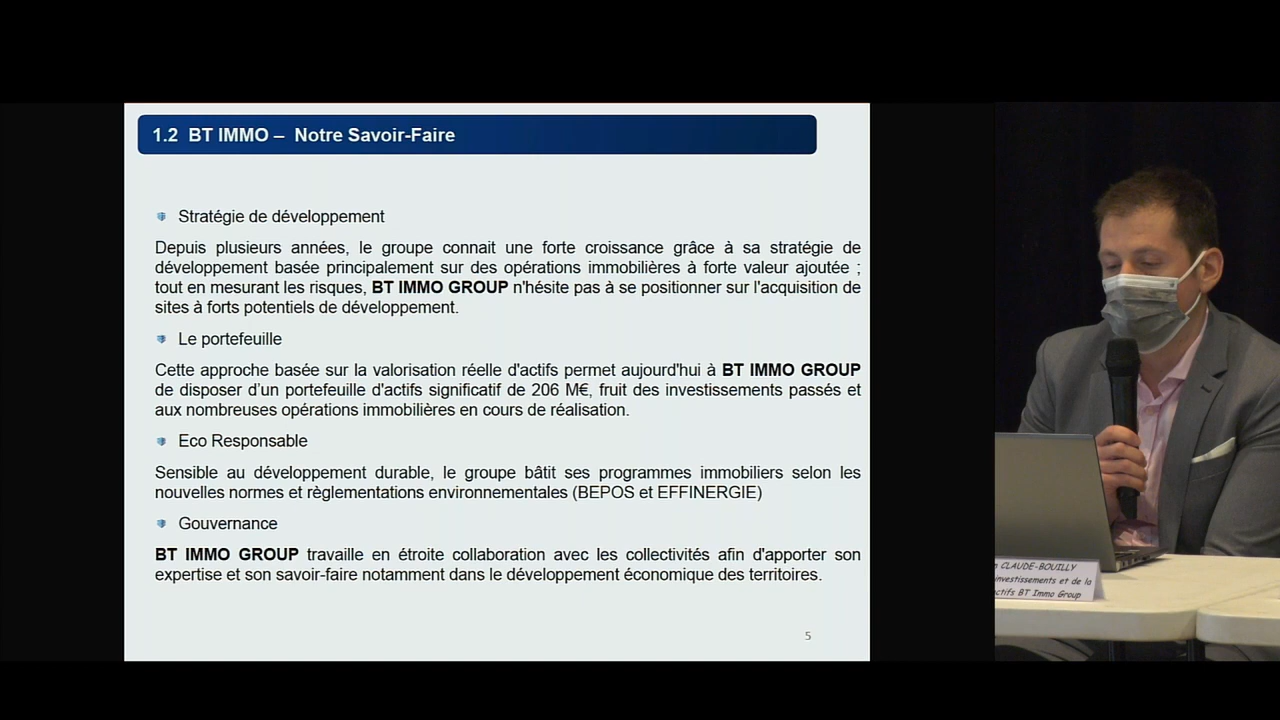 1.2 BT IMMO – Notre Savoir-Faire
Stratégie de développement
Depuis plusieurs années, le groupe connait une forte croissance grâce à sa stratégie de
développement basée principalement sur des opérations immobilières à forte valeur ajoutée ;
tout en mesurant les risques, BT IMMO GROUP n'hésite pas à se positionner sur l'acquisition de
sites à forts potentiels de développement.
Le portefeuille
Cette approche basée sur la valorisation réelle d'actifs permet aujourd'hui à BT IMMO GROUP
de disposer d'un portefeuille d'actifs significatif de 206 M€, fruit des investissements passés et
aux nombreuses opérations immobilières en cours de réalisation.
Eco Responsable
Sensible au développement durable, le groupe bâtit ses programmes immobiliers selon les
nouvelles normes et règlementations environnementales (BEPOS et EFFINERGIE)
Gouvernance
BT IMMO GROUP travaille en étroite collaboration avec les collectivités afin d'apporter son
expertise et son savoir-faire notamment dans le développement économique des territoires.
5
CLAUDE-BOUILLY
investissements et de la
BT Immo Group